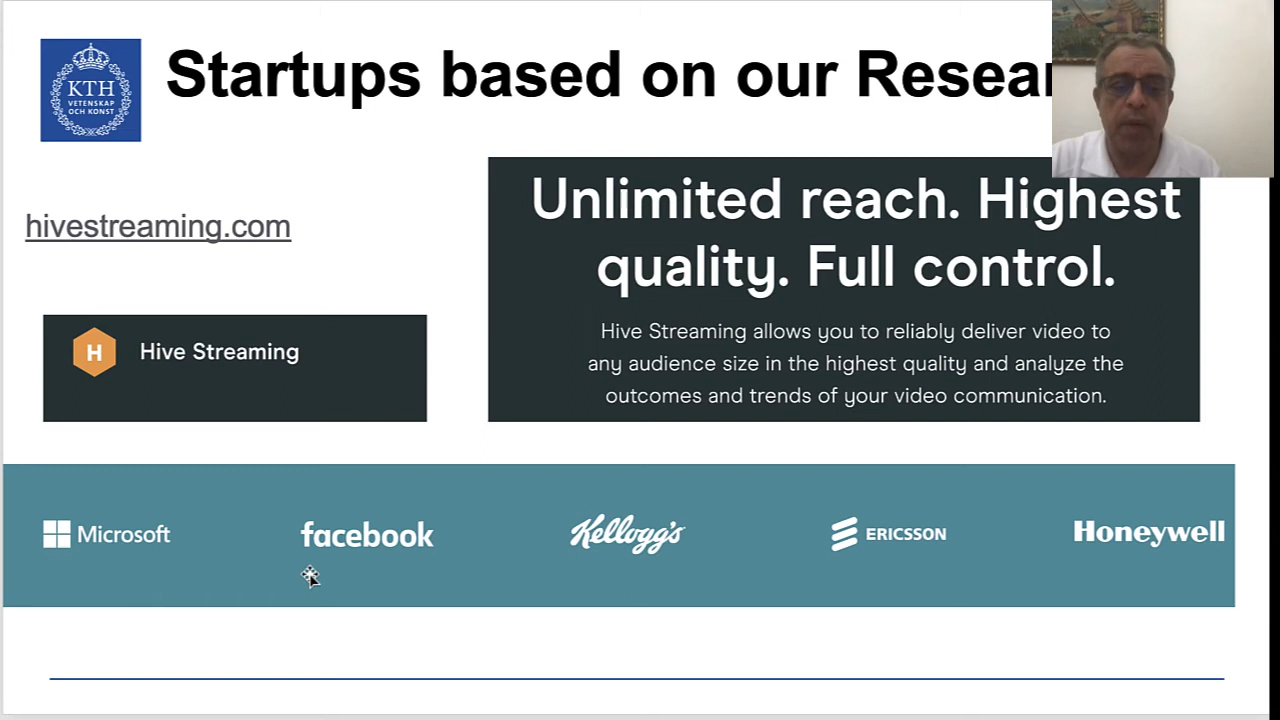 KTH
VETENSKAP
OCH KONST
Startups based on our
hivestreaming.com
Unlimited reach. Highest
quality. Full control.
Hive Streaming allows you to reliably deliver video to
any audience size in the highest quality and analyze the
outcomes and trends of your video communication.
H Hive Streaming
Microsoft facebook Kellogg's ERICSSON Honeywell